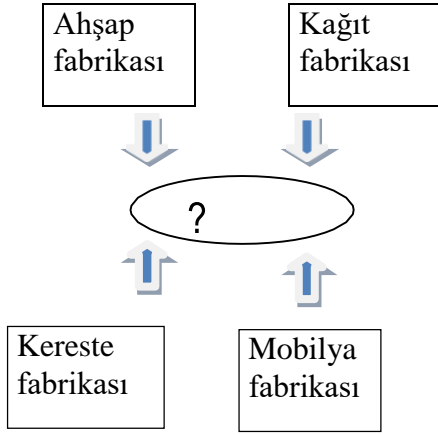 Ahşap
fabrikası
Kağıt
fabrikası
?
Kereste
fabrikası
Mobilya
fabrikası